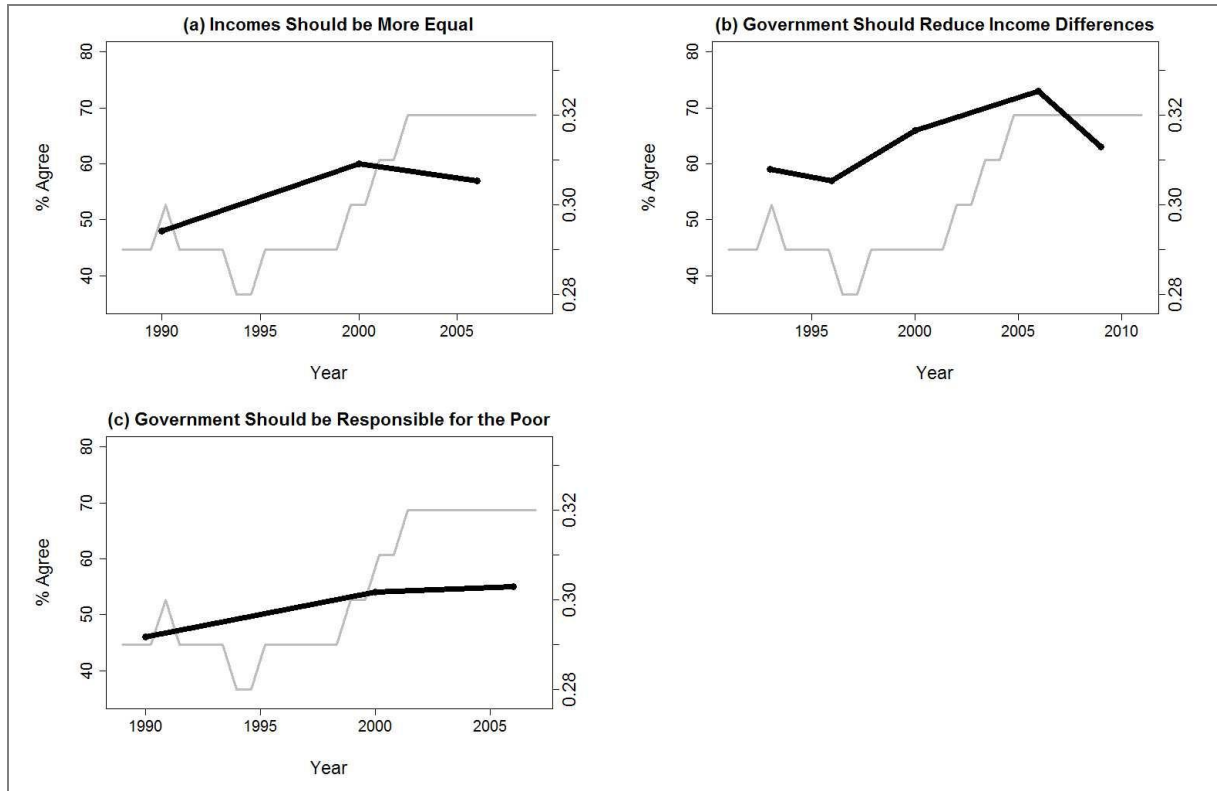 (a) Incomes Should be More Equal
% Agree
80
70
60
50
40
0.32
0.30
0.28
1990 1995 2000 2005
Year
(b) Government Should Reduce Income Differences
% Agree
80
70
60
50
40
0.32
0.30
0.28
1995 2000 2005 2010
Year
(c) Government Should be Responsible for the Poor
% Agree
80
70
60
50
40
0.32
0.30
0.28
1990 1995 2000 2005
Year